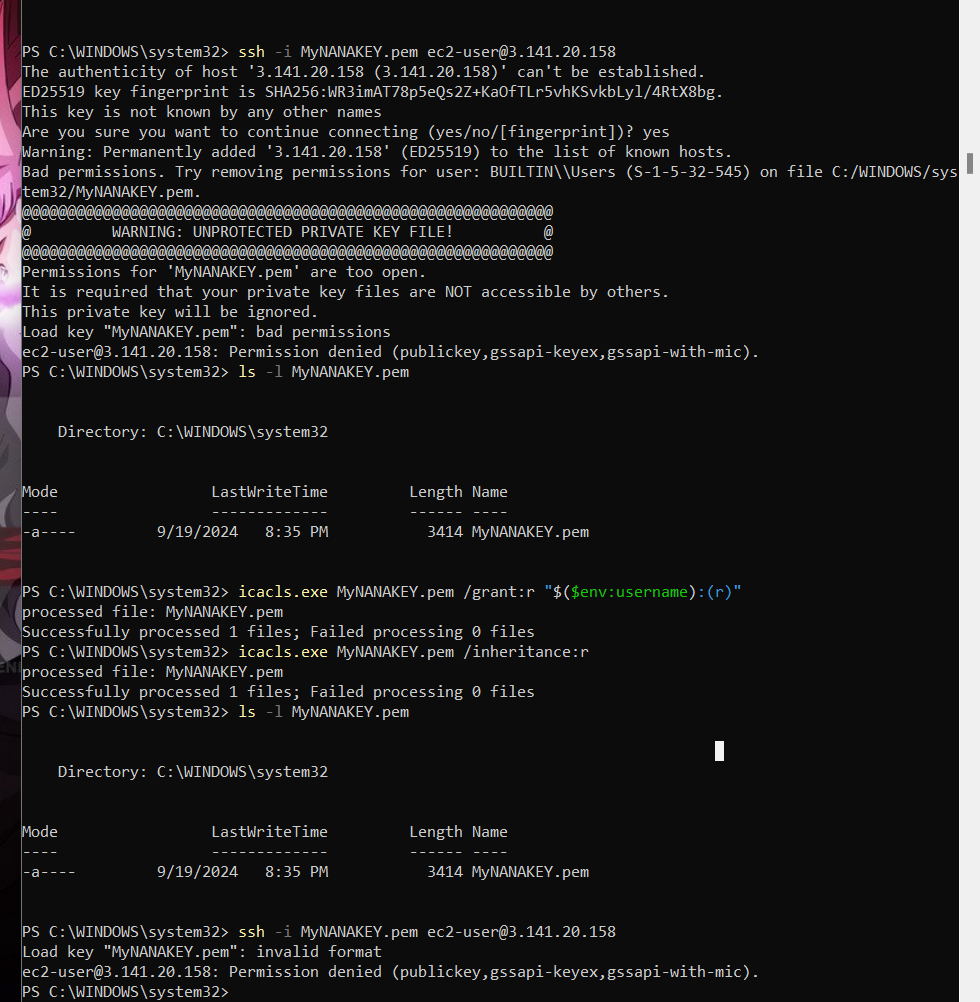 PS C:\WINDOWS\system32> ssh -i MyNANAKEY.pem ec2-user@3.141.20.158
The authenticity of host '3.141.20.158 (3.141.20.158)' can't be established.
ED25519 key fingerprint is SHA256:WR3imAT78p5eQs2Z+KaOfTLr5vhKSvkbLyl/4RtX8bg.
This key is not known by any other names
Are you sure you want to continue connecting (yes/no/[fingerprint])? yes
Warning: Permanently added '3.141.20.158' (ED25519) to the list of known hosts.
Bad permissions. Try removing permissions for user: BUILTIN\\Users (S-1-5-32-545) on file C:/WINDOWS/sys
tem32/MyNANAKEY.pem.
@@@@@@@@@@@@@@@@@@@@@@@@@@@@@@@@@@@@@@@@@@@@@@@@@@@@@@@@@@@
@         WARNING: UNPROTECTED PRIVATE KEY FILE!          @
@@@@@@@@@@@@@@@@@@@@@@@@@@@@@@@@@@@@@@@@@@@@@@@@@@@@@@@@@@@
Permissions for 'MyNANAKEY.pem' are too open.
It is required that your private key files are NOT accessible by others.
This private key will be ignored.
Load key "MyNANAKEY.pem": bad permissions
ec2-user@3.141.20.158: Permission denied (publickey,gssapi-keyex,gssapi-with-mic).
PS C:\WINDOWS\system32> ls -l MyNANAKEY.pem
Directory: C:\WINDOWS\system32
Mode                 LastWriteTime         Length Name
----                 -------------         ------ ----
-a----         9/19/2024   8:35 PM           3414 MyNANAKEY.pem
PS C:\WINDOWS\system32> icacls.exe MyNANAKEY.pem /grant:r "$($env:username):(r)"
processed file: MyNANAKEY.pem
Successfully processed 1 files; Failed processing 0 files
PS C:\WINDOWS\system32> icacls.exe MyNANAKEY.pem /inheritance:r
processed file: MyNANAKEY.pem
Successfully processed 1 files; Failed processing 0 files
PS C:\WINDOWS\system32> ls -l MyNANAKEY.pem
Directory: C:\WINDOWS\system32
Mode                 LastWriteTime         Length Name
----                 -------------         ------ ----
-a----         9/19/2024   8:35 PM           3414 MyNANAKEY.pem
PS C:\WINDOWS\system32> ssh -i MyNANAKEY.pem ec2-user@3.141.20.158
Load key "MyNANAKEY.pem": invalid format
ec2-user@3.141.20.158: Permission denied (publickey,gssapi-keyex,gssapi-with-mic).
PS C:\WINDOWS\system32>